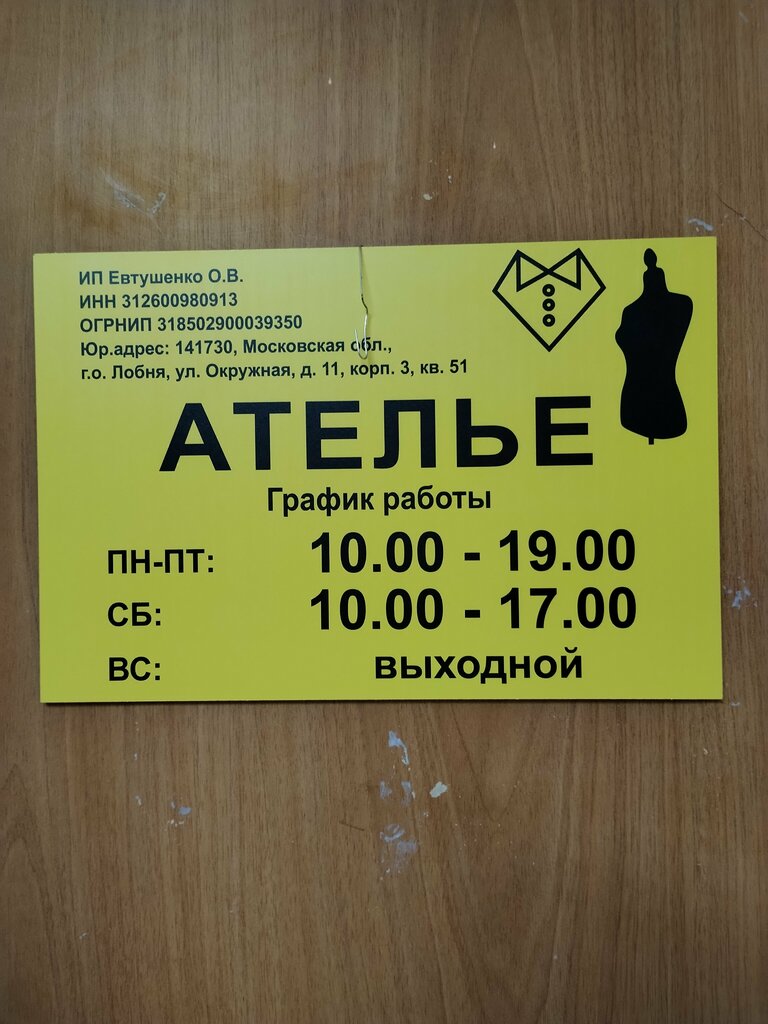 ИП Евтушенко О.В.
ИНН 312600980913
ОГРНИП 318502900039350
Юр.адрес: 141730, Московская обл.,
г.о. Лобня, ул. Окружная, д. 11, корп. 3, кв. 51
АТЕЛЬЕ
График работы
ПН-ПТ: 10.00 - 19.00
СБ: 10.00 - 17.00
ВС: выходной